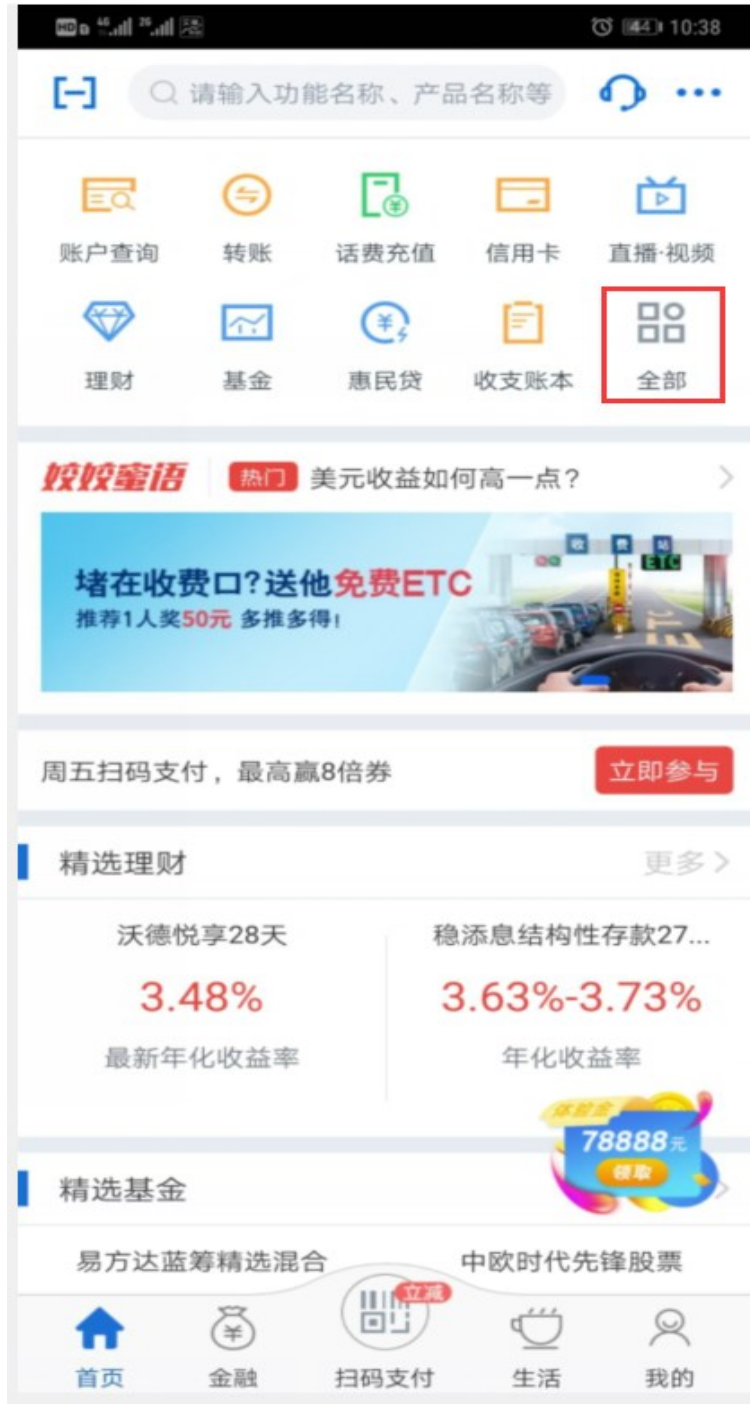 HD 4G 2G 44 10:38
请输入功能名称、产品名称等
账户查询 转账 话费充值 信用卡 直播·视频
理财 基金 惠民贷 收支账本 全部
姣姣蜜语 热门 美元收益如何高一点？
收 费 站
ETC
堵在收费口?送他免费ETC
推荐1人奖50元 多推多得!
ETC
周五扫码支付，最高赢8倍券 立即参与
精选理财 更多
沃德悦享28天 稳添息结构性存款27...
3.48% 3.63%-3.73%
最新年化收益率 年化收益率
体验金
78888元
领取
精选基金
易方达蓝筹精选混合 中欧时代先锋股票
立减
首页 金融 扫码支付 生活 我的